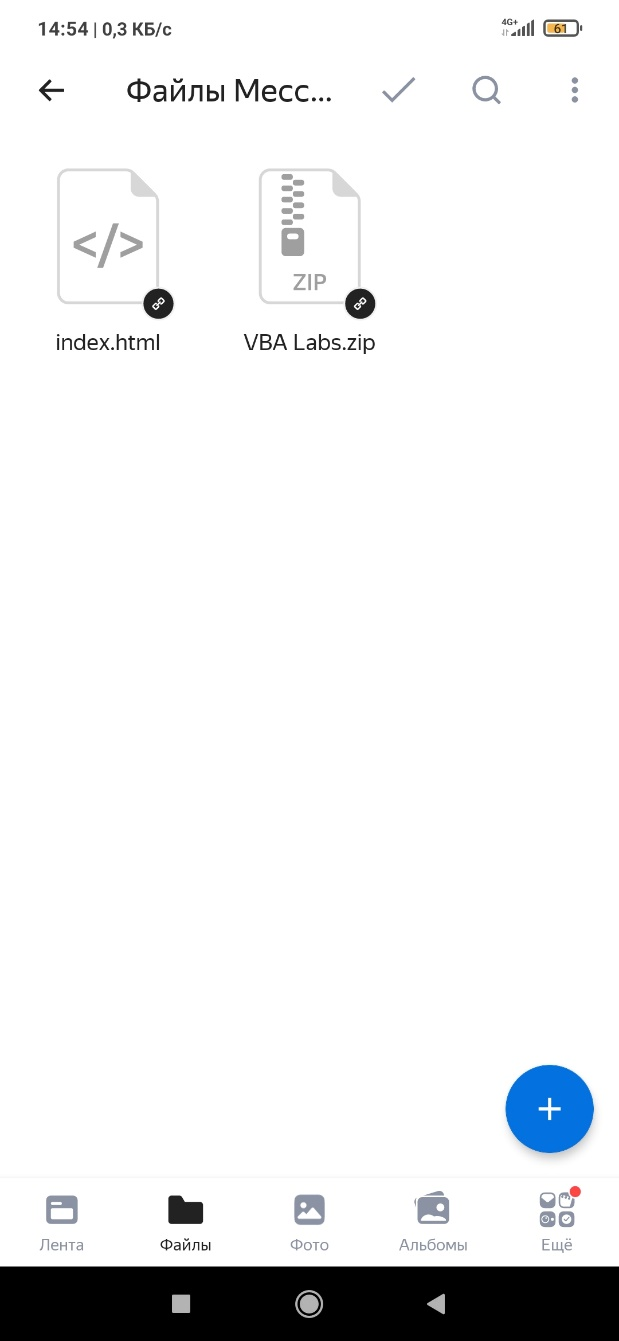 14:54 | 0,3 КБ/с
4G+
61
Файлы Месс...
</>
ZIP
index.html
VBA Labs.zip
Лента
Файлы
Фото
Альбомы
Ещё